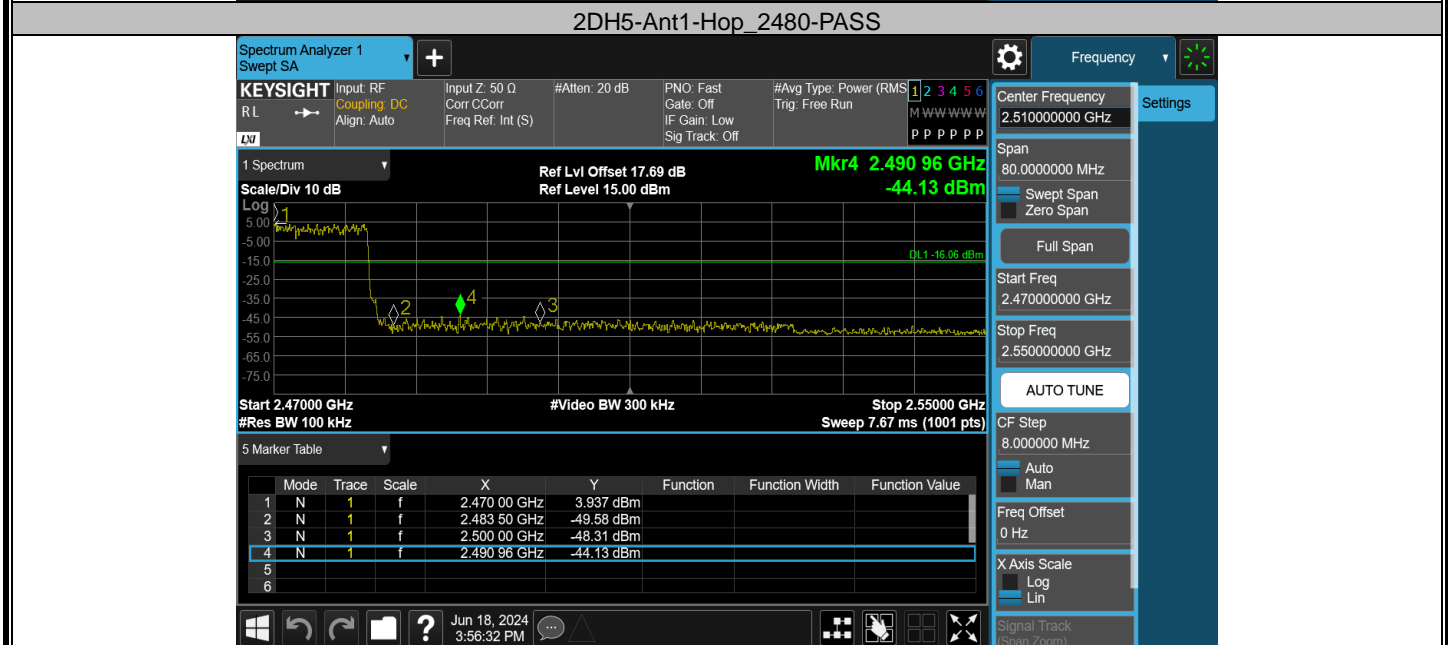 2DH5-Ant1-Hop_2480-PASS
Spectrum Analyzer 1
Swept SA
Frequency
KEYSIGHT
R L
LXI
Input: RF
Coupling: DC
Align: Auto
Input Z: 50 Ω
Corr CCorr
Freq Ref: Int (S)
#Atten: 20 dB
PNO: Fast
Gate: Off
IF Gain: Low
Sig Track: Off
#Avg Type: Power (RMS
Trig: Free Run
1 2 3 4 5 6
M W W W W W
P P P P P P
1 Spectrum
Scale/Div 10 dB
Ref Lvl Offset 17.69 dB
Ref Level 15.00 dBm
Mkr4 2.490 96 GHz
-44.13 dBm
Log
5.00
-5.00
-15.0
-25.0
-35.0
-45.0
-55.0
-65.0
-75.0
1
2
4
3
DL1 -16.06 dBm
Start 2.47000 GHz
#Video BW 300 kHz
Stop 2.55000 GHz
#Res BW 100 kHz
Sweep 7.67 ms (1001 pts)
5 Marker Table
Mode Trace Scale X Y Function Function Width Function Value
1 N 1 f 2.470 00 GHz 3.937 dBm
2 N 1 f 2.483 50 GHz -49.58 dBm
3 N 1 f 2.500 00 GHz -48.31 dBm
4 N 1 f 2.490 96 GHz -44.13 dBm
5
6
?
Jun 18, 2024
3:56:32 PM
Center Frequency
2.510000000 GHz
Settings
Span
80.0000000 MHz
Swept Span
Zero Span
Full Span
Start Freq
2.470000000 GHz
Stop Freq
2.550000000 GHz
AUTO TUNE
CF Step
8.000000 MHz
Auto
Man
Freq Offset
0 Hz
X Axis Scale
Log
Lin
Signal Track
(Span Zoom)